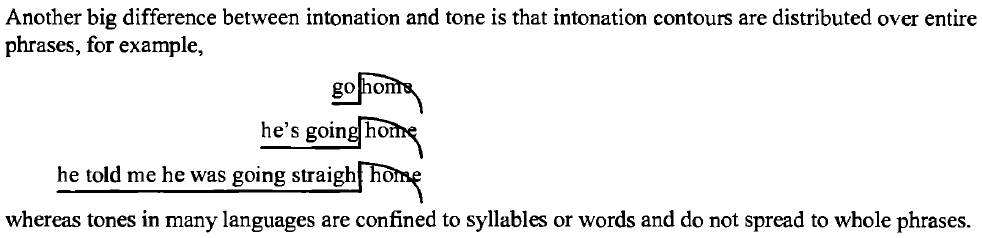 Another big difference between intonation and tone is that intonation contours are distributed over entire
phrases, for example,
go home
he's going home
he told me he was going straight home
whereas tones in many languages are confined to syllables or words and do not spread to whole phrases.